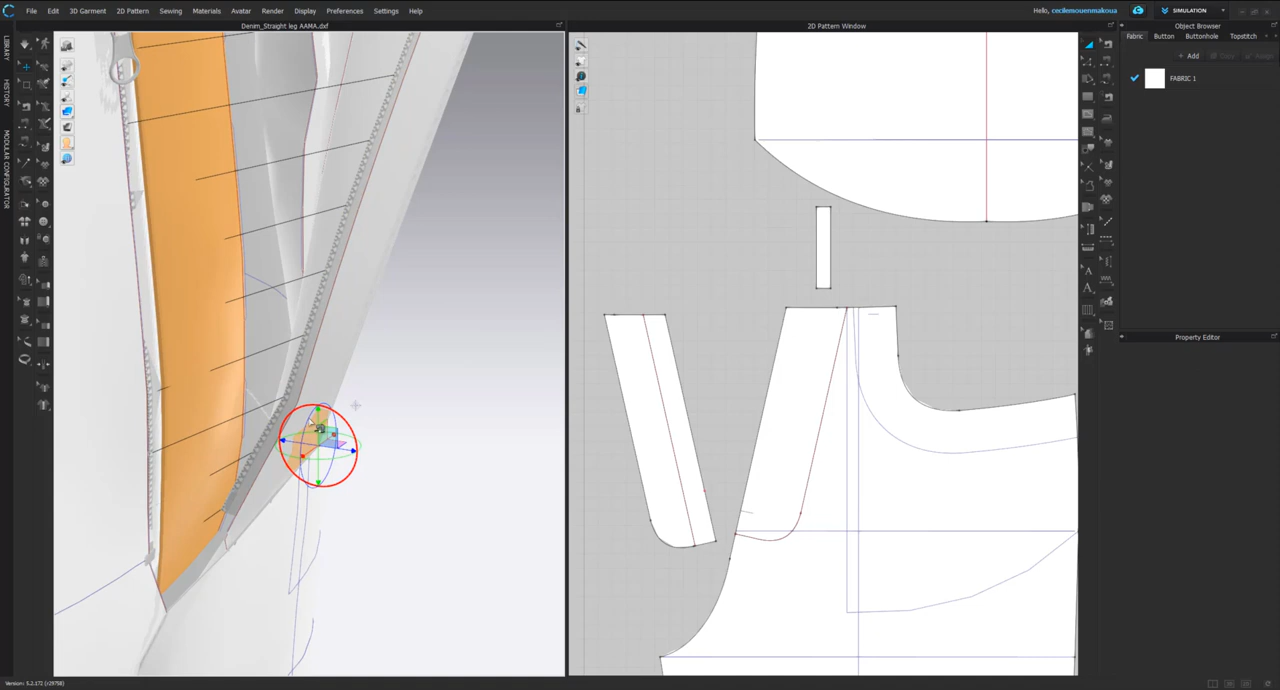 File Edit 3D Garment 2D Pattern Sewing Materials Avatar Render Display Preferences Settings Help
Hello, cecilemouenmakoua
SIMULATION
Denim_Straight leg AAMA.dxf
2D Pattern Window
Object Browser
Fabric Button Buttonhole Topstitch
Add Copy Assign
FABRIC 1
Property Editor
LIBRARY
HISTORY
MODULAR CONFIGURATOR